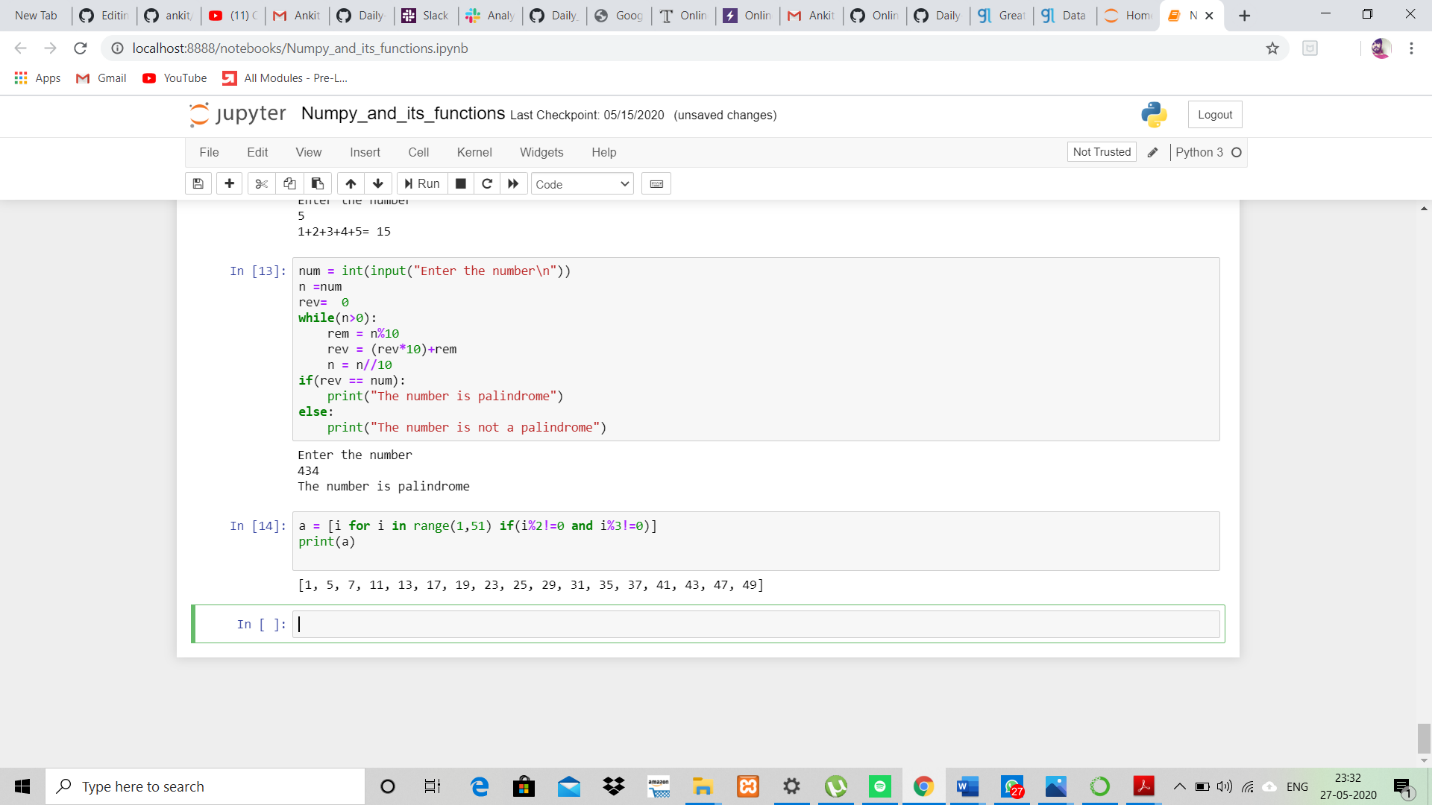 New Tab Editin ankit, (11) C Ankit Daily- Slack Analy Daily_ Goog Onlin Onlin Ankit Onlin Daily Great Data Hom N
localhost:8888/notebooks/Numpy_and_its_functions.ipynb
Apps Gmail YouTube All Modules - Pre-L...
jupyter Numpy_and_its_functions Last Checkpoint: 05/15/2020 (unsaved changes) Logout
File Edit View Insert Cell Kernel Widgets Help Not Trusted Python 3
Run Code
Enter the number
5
1+2+3+4+5= 15
In [13]: num = int(input("Enter the number\n"))
n =num
rev=  0
while(n>0):
    rem = n%10
    rev = (rev*10)+rem
    n = n//10
if(rev == num):
    print("The number is palindrome")
else:
    print("The number is not a palindrome")
Enter the number
434
The number is palindrome
In [14]: a = [i for i in range(1,51) if(i%2!=0 and i%3!=0)]
print(a)
[1, 5, 7, 11, 13, 17, 19, 23, 25, 29, 31, 35, 37, 41, 43, 47, 49]
In [ ]:
Type here to search amazon 27 ENG 23:32
27-05-2020 1